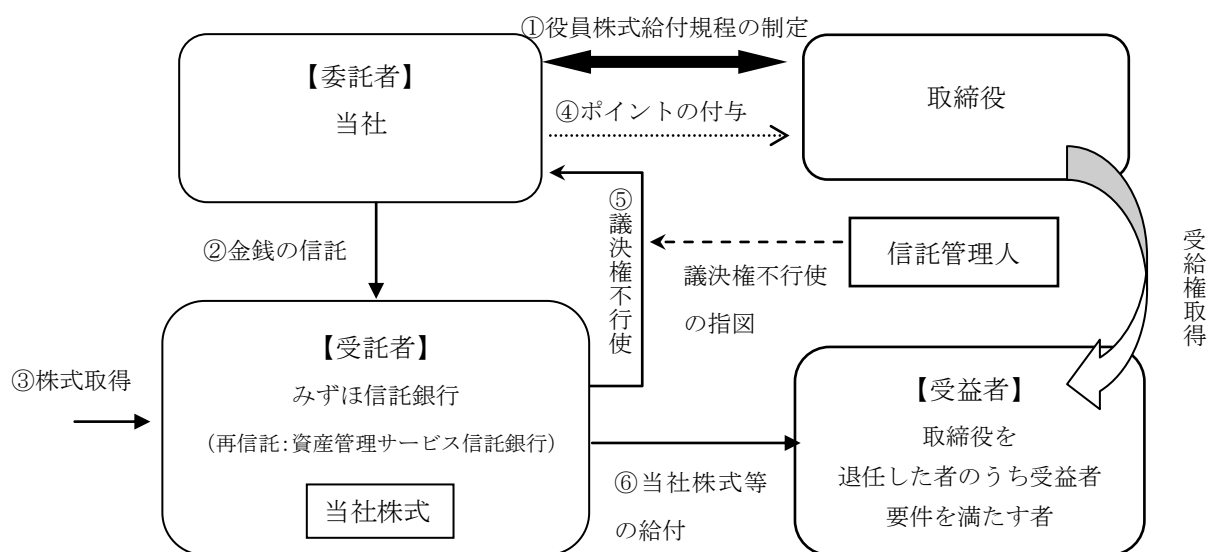 ①役員株式給付規程の制定
【委託者】
当社
④ポイントの付与
取締役
②金銭の信託
⑤議決権不行使
信託管理人
議決権不行使
の指図
受給権取得
③株式取得
【受託者】
みずほ信託銀行
(再信託:資産管理サービス信託銀行)
当社株式
⑥当社株式等
の給付
【受益者】
取締役を
退任した者のうち受益者
要件を満たす者